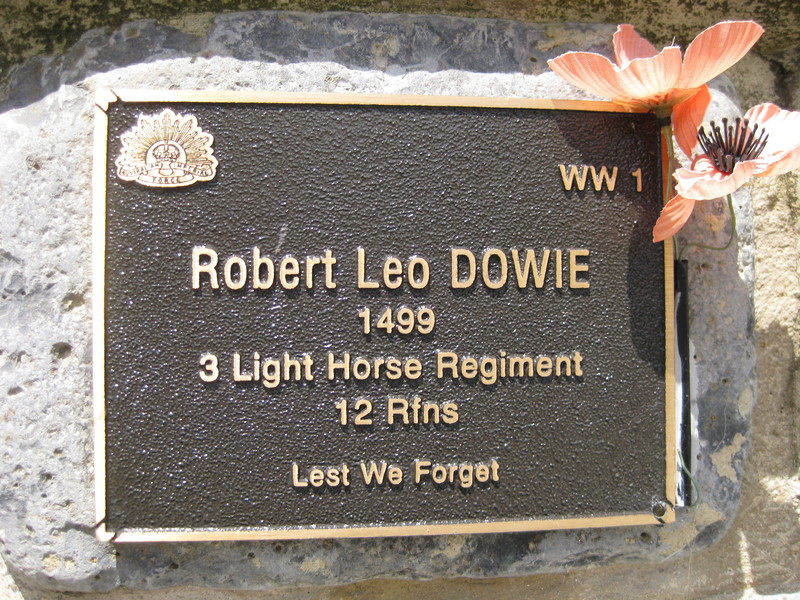 WW 1
Robert Leo DOWIE
1499
3 Light Horse Regiment
12 Rfns
Lest We Forget